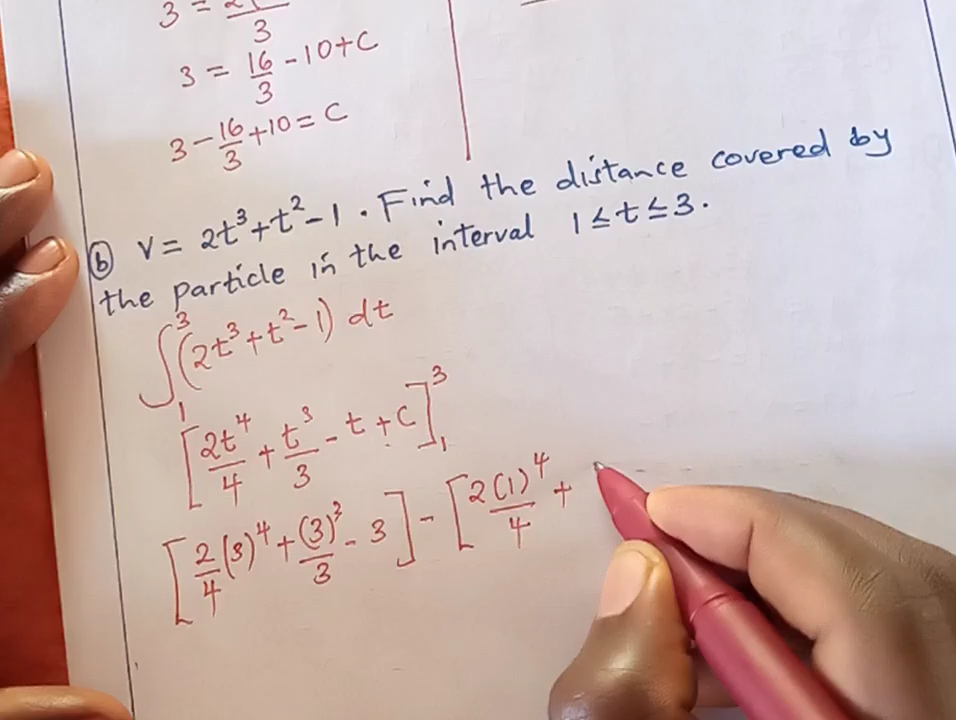 3 =
3
3 = 16/3 - 10 + C
3 - 16/3 + 10 = C
(b) V = 2t³ + t² - 1 . Find the distance covered by
the particle in the interval 1 ≤ t ≤ 3 .
∫₁³ (2t³ + t² - 1) dt
[2t⁴/4 + t³/3 - t + C]₁³
[2/4 (3)⁴ + (3)³/3 - 3] - [2(1)⁴/4 +